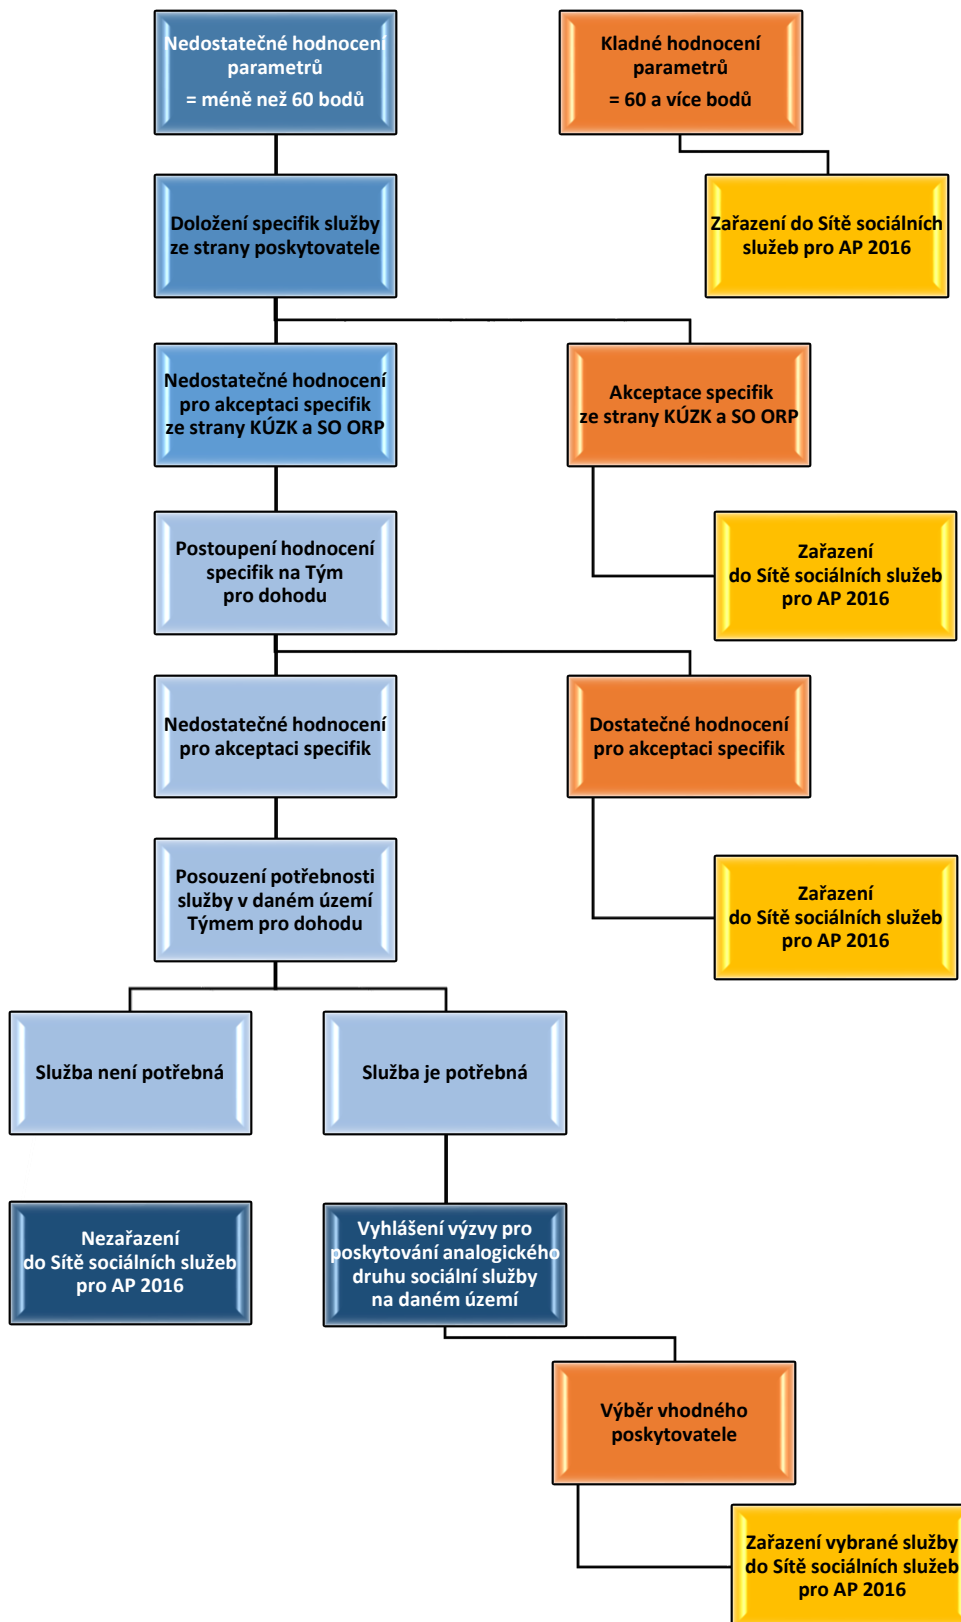 Nedostatečné hodnocení
parametrů
= méně než 60 bodů
Kladné hodnocení
parametrů
= 60 a více bodů
Doložení specifik služby
ze strany poskytovatele
Zařazení do Sítě sociálních
služeb pro AP 2016
Nedostatečné hodnocení
pro akceptaci specifik
ze strany KÚZK a SO ORP
Akceptace specifik
ze strany KÚZK a SO ORP
Postoupení hodnocení
specifik na Tým
pro dohodu
Zařazení
do Sítě sociálních služeb
pro AP 2016
Nedostatečné hodnocení
pro akceptaci specifik
Dostatečné hodnocení
pro akceptaci specifik
Posouzení potřebnosti
služby v daném území
Týmem pro dohodu
Zařazení
do Sítě sociálních služeb
pro AP 2016
Služba není potřebná
Služba je potřebná
Nezařazení
do Sítě sociálních služeb
pro AP 2016
Vyhlášení výzvy pro
poskytování analogického
druhu sociální služby
na daném území
Výběr vhodného
poskytovatele
Zařazení vybrané služby
do Sítě sociálních služeb
pro AP 2016